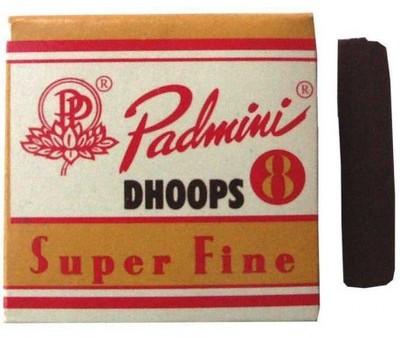 PP ®
Padmini ®
DHOOPS 8
Super Fine